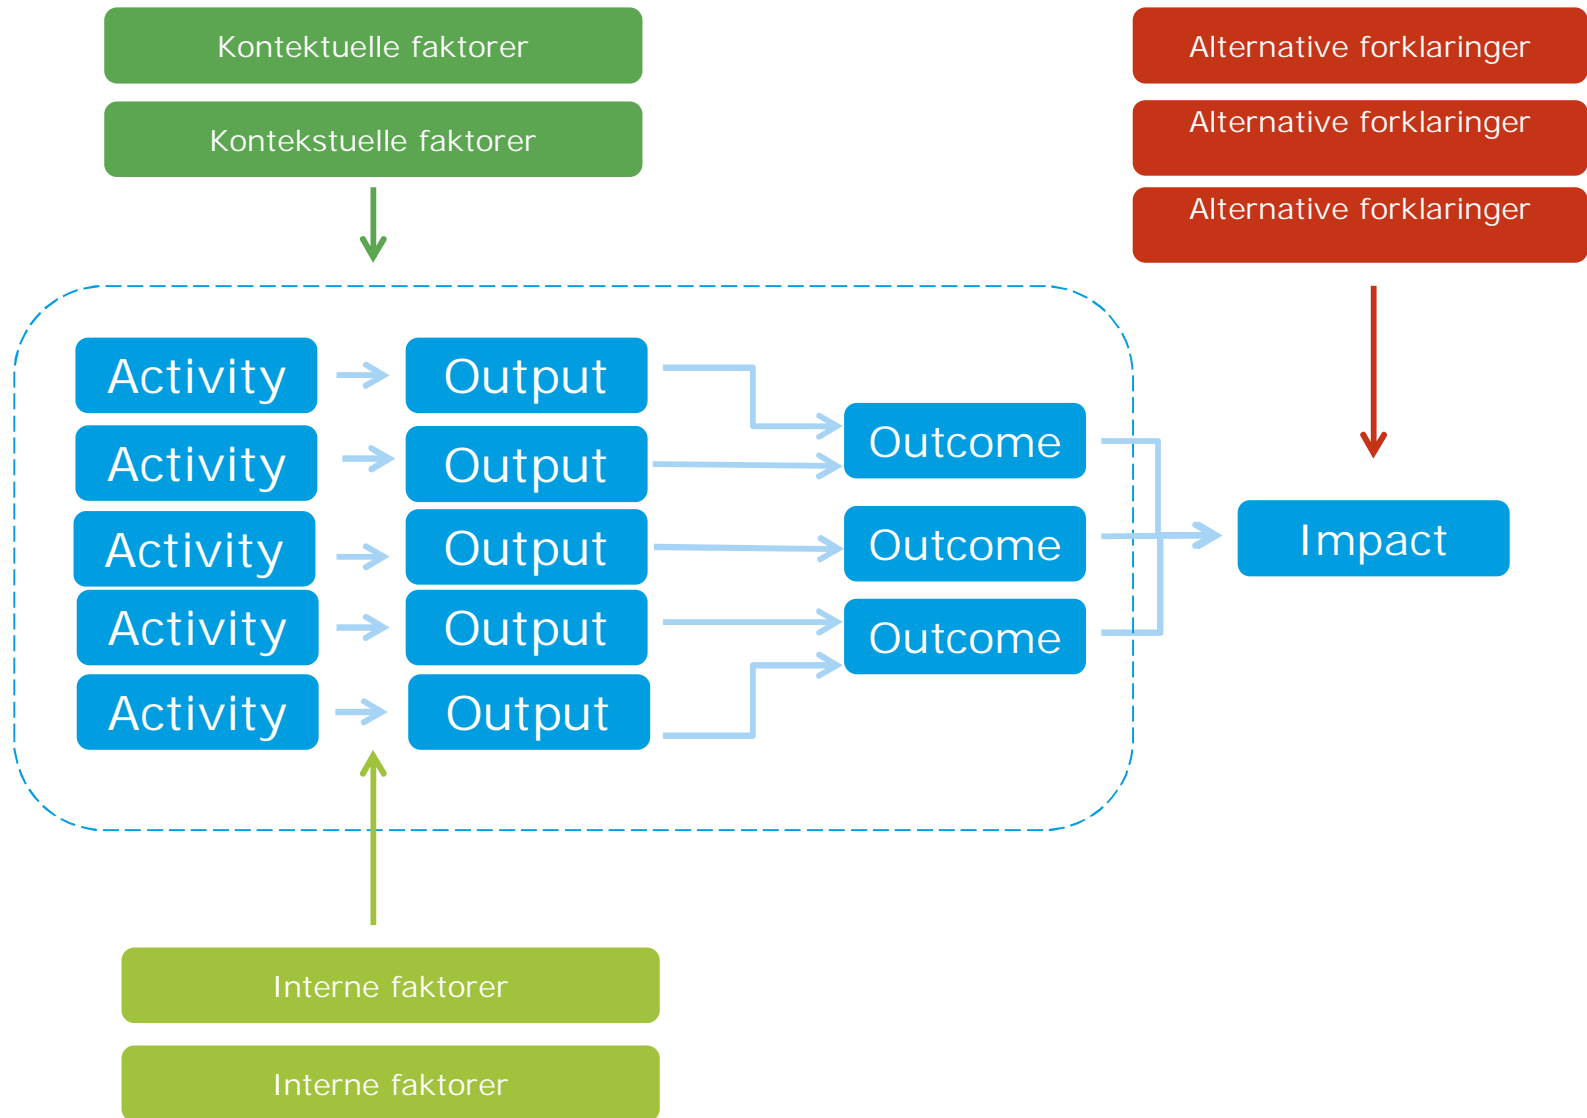 Kontektuelle faktorer
Kontekstuelle faktorer
Alternative forklaringer
Alternative forklaringer
Alternative forklaringer
Activity
Output
Activity
Output
Activity
Output
Activity
Output
Activity
Output
Outcome
Outcome
Outcome
Impact
Interne faktorer
Interne faktorer